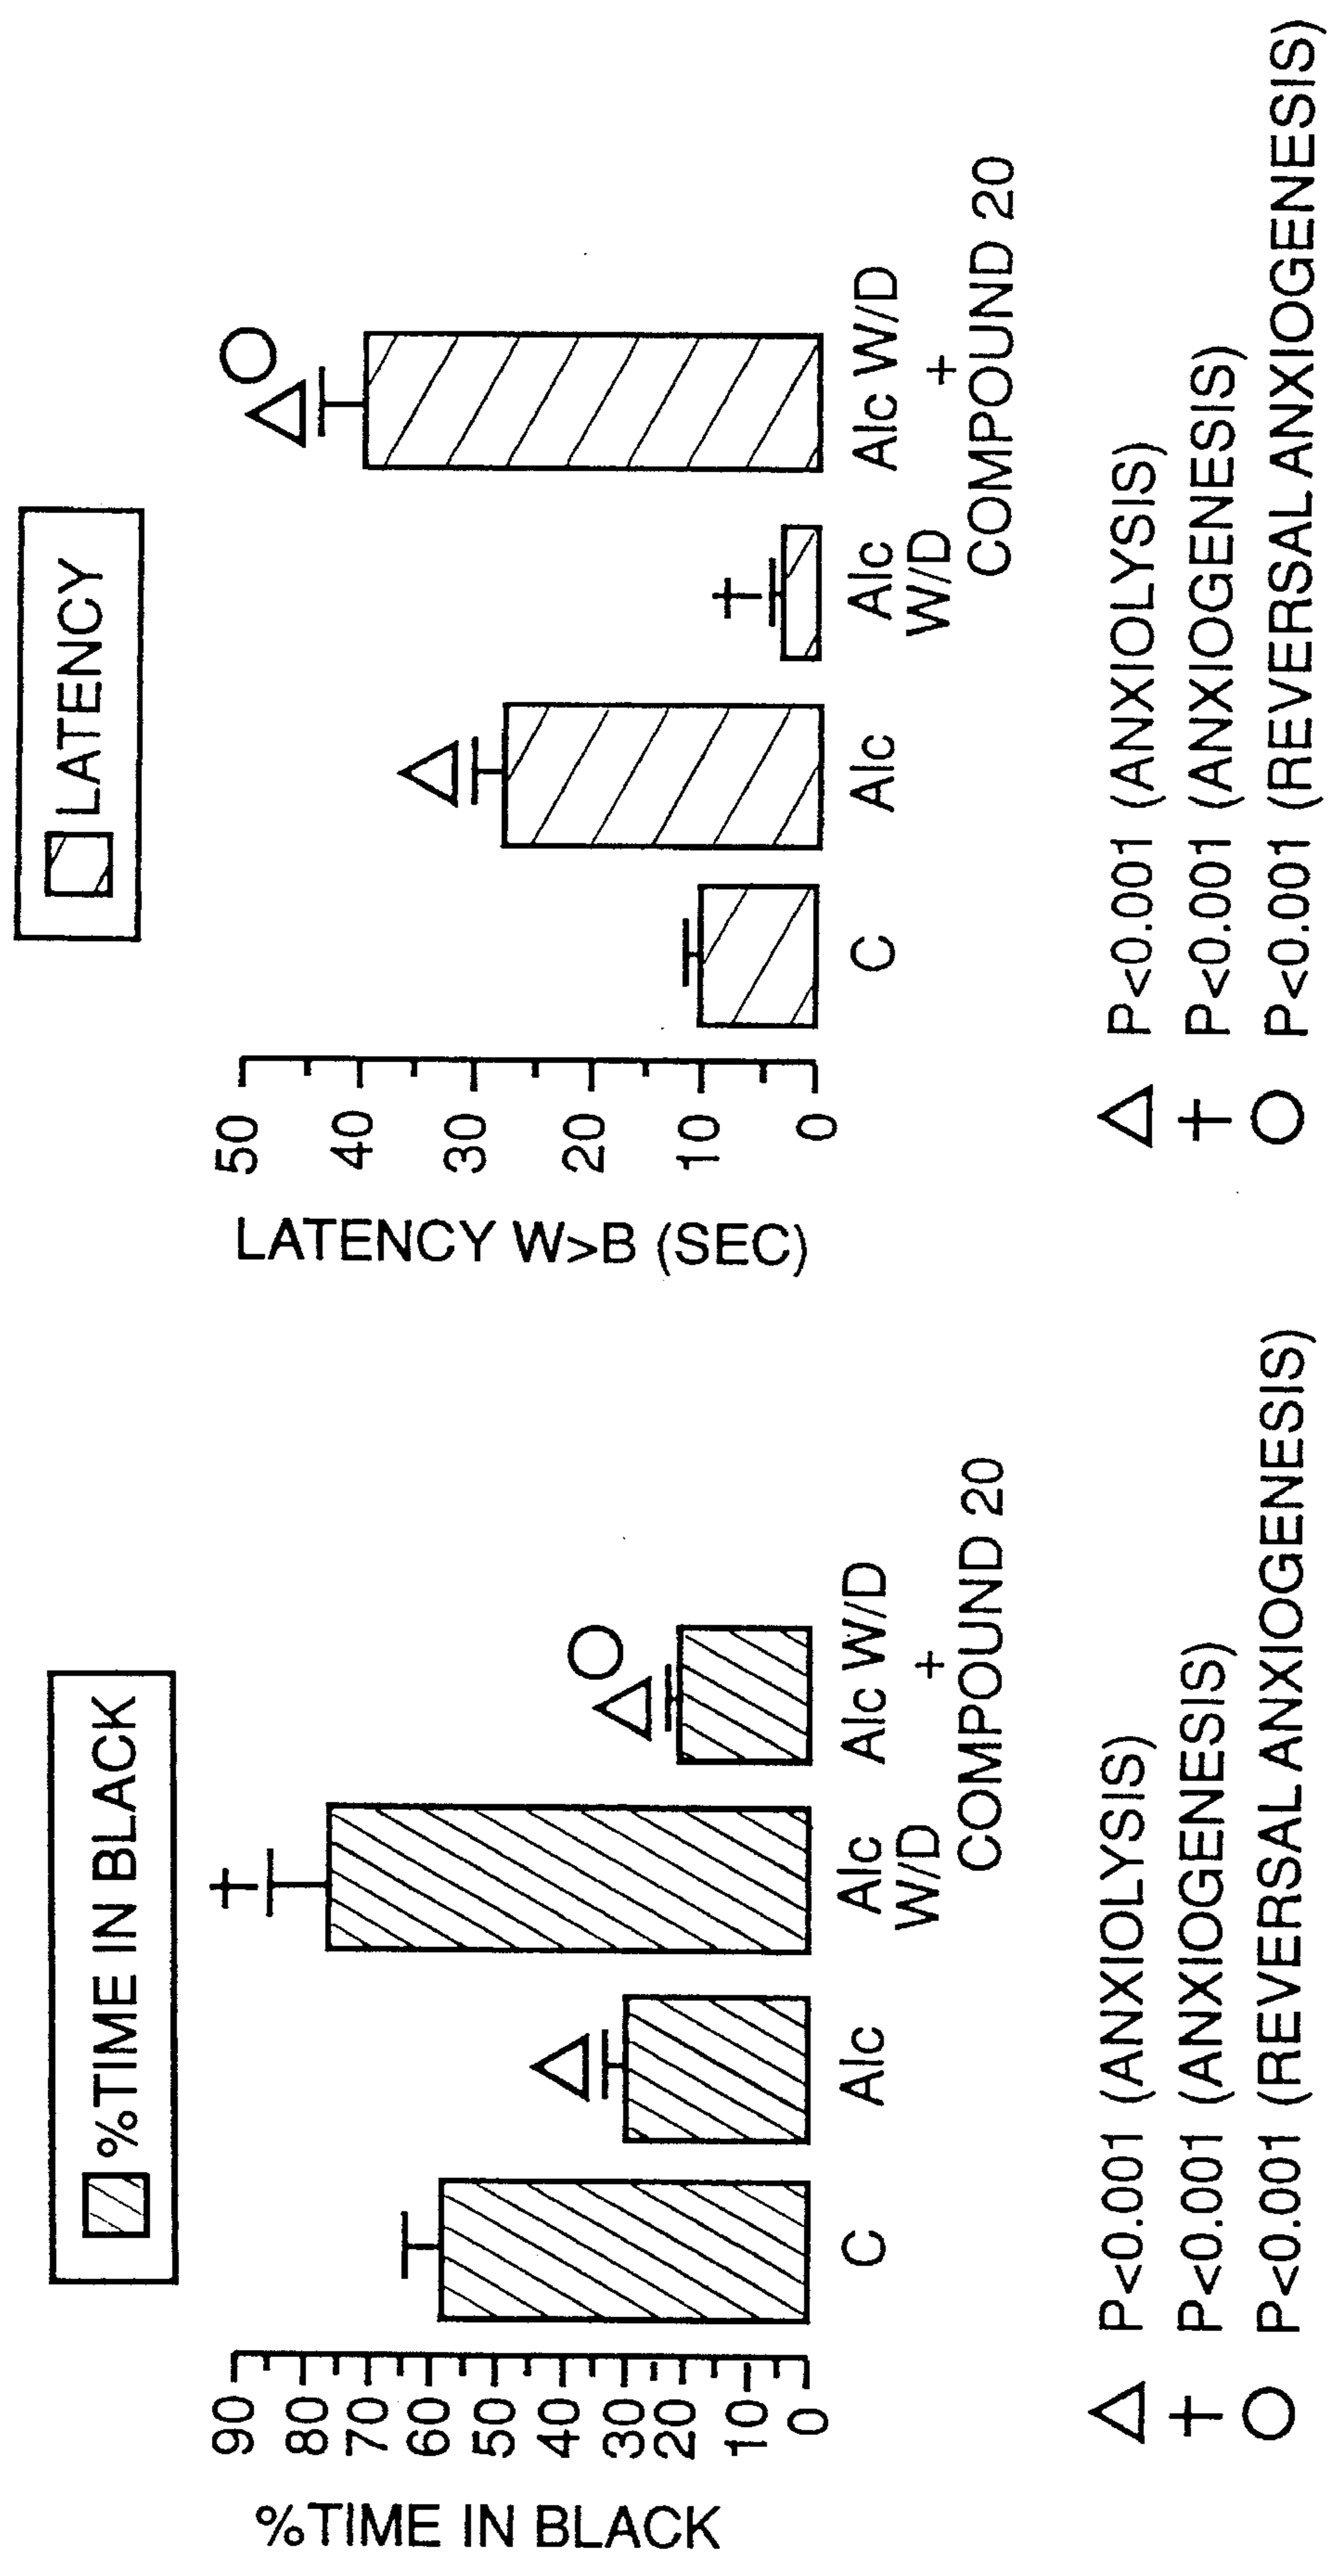 %TIME IN BLACK
%TIME IN BLACK
90
80
70
60
50
40
30
20
10
0
C
Alc
Alc
W/D
Alc W/D
+
COMPOUND 20
△ P<0.001 (ANXIOLYSIS)
† P<0.001 (ANXIOGENESIS)
○ P<0.001 (REVERSAL ANXIOGENESIS)
LATENCY
LATENCY W>B (SEC)
50
40
30
20
10
0
C
Alc
Alc
W/D
Alc W/D
+
COMPOUND 20
△ P<0.001 (ANXIOLYSIS)
† P<0.001 (ANXIOGENESIS)
○ P<0.001 (REVERSAL ANXIOGENESIS)